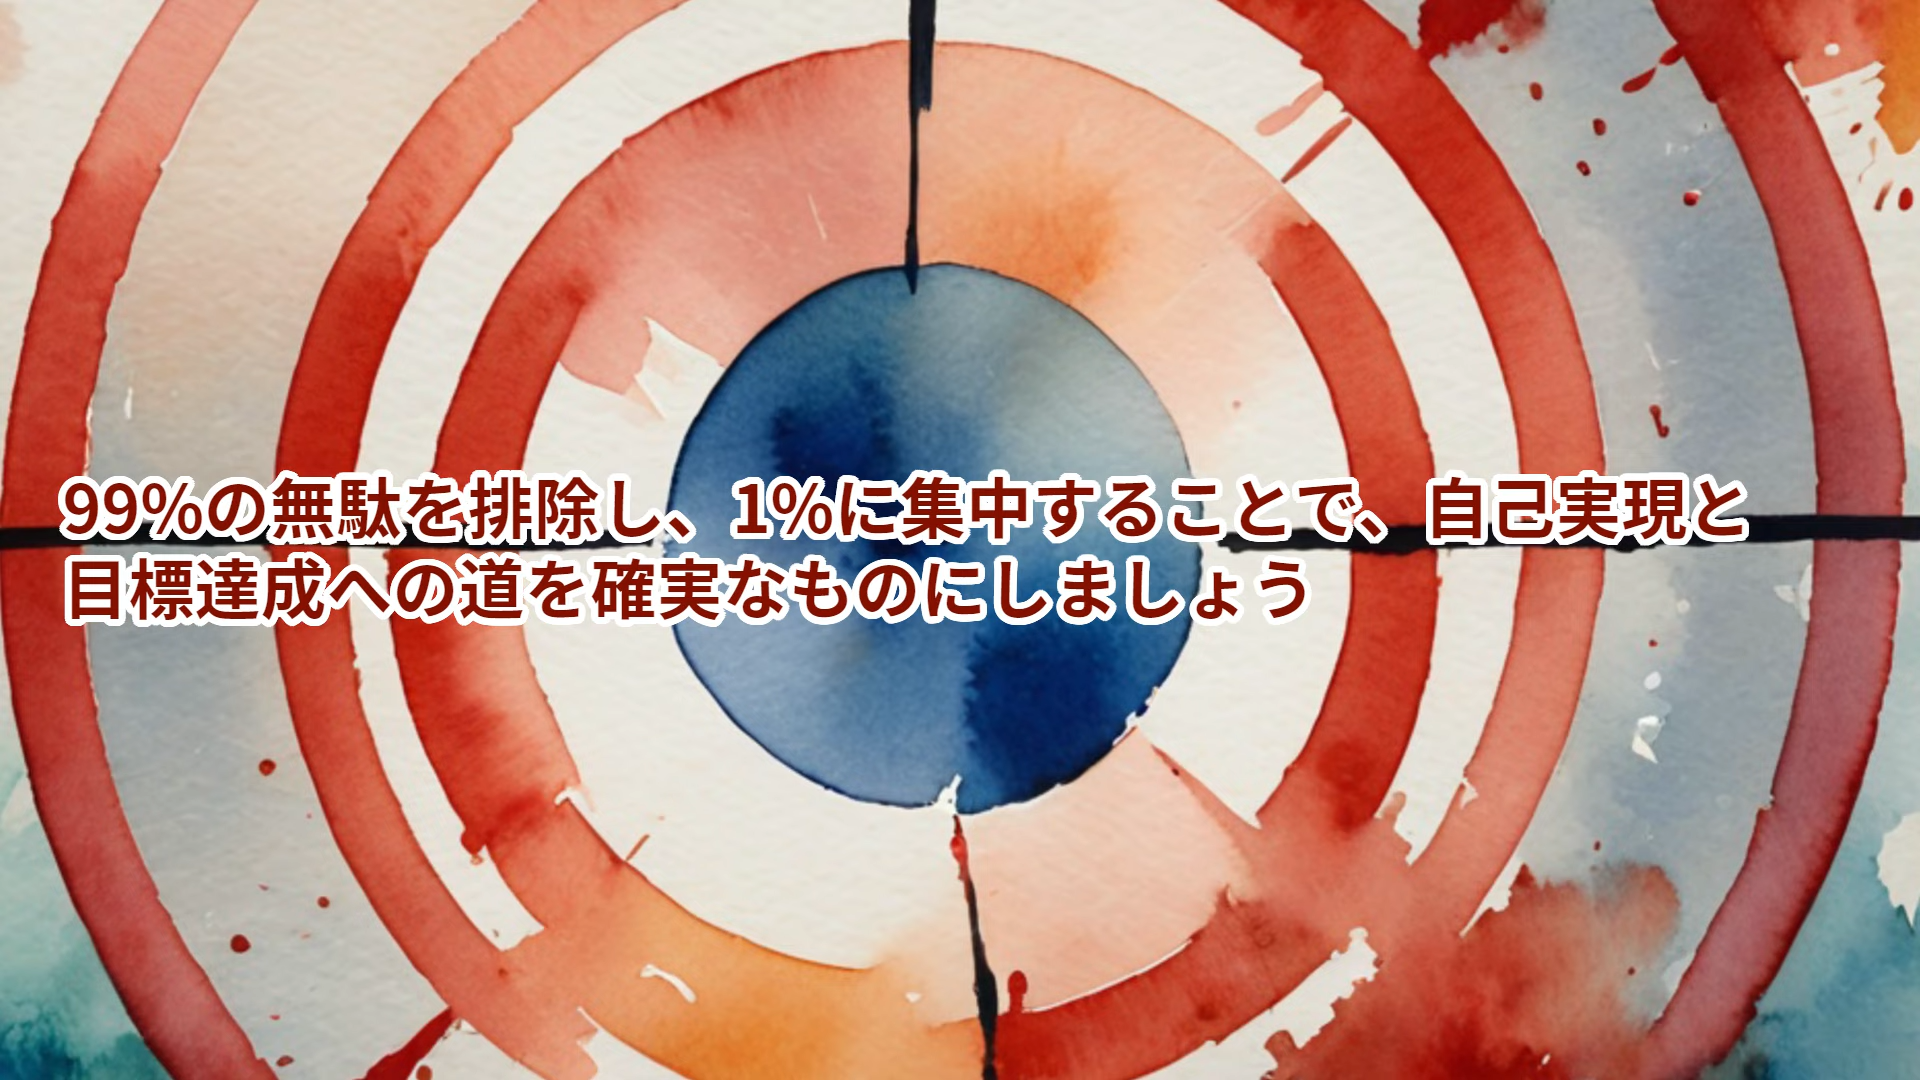 99%の無駄を排除し、1%に集中することで、自己実現と
目標達成への道を確実なものにしましょう